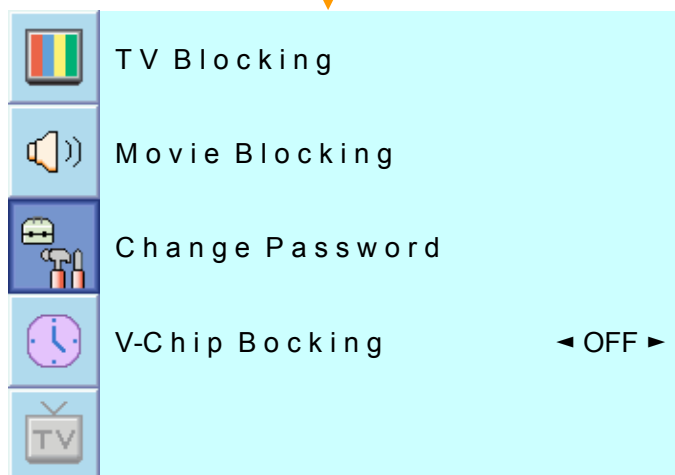 TV Blocking
Movie Blocking
Change Password
V-Chip Bocking ◄ OFF ►
TV